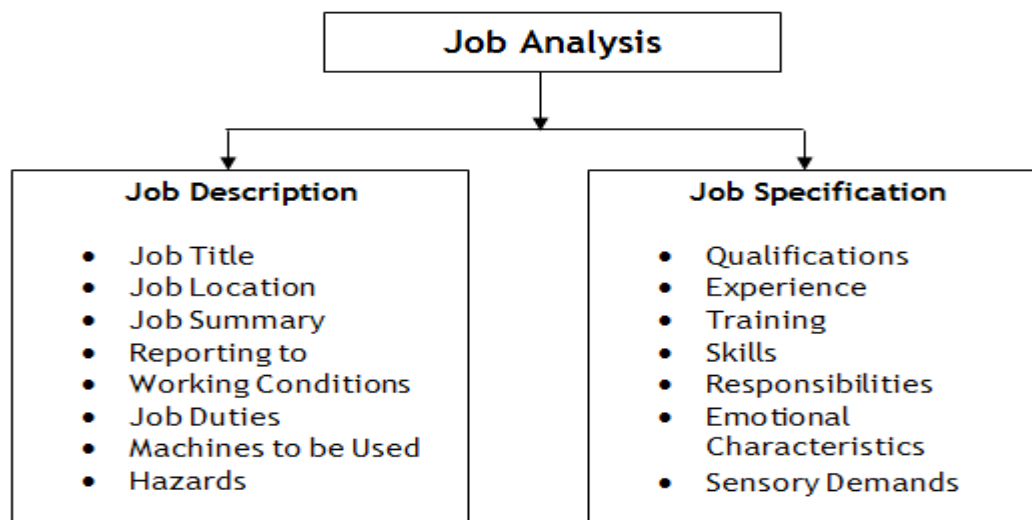 Job Analysis
Job Description
• Job Title
• Job Location
• Job Summary
• Reporting to
• Working Conditions
• Job Duties
• Machines to be Used
• Hazards
Job Specification
• Qualifications
• Experience
• Training
• Skills
• Responsibilities
• Emotional
Characteristics
• Sensory Demands